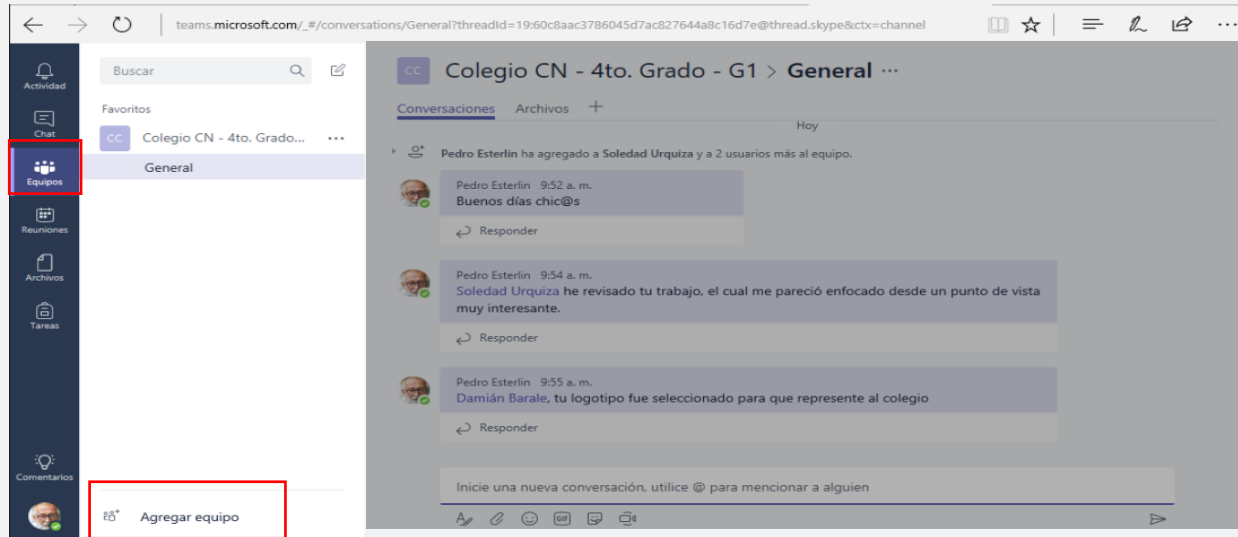 teams.microsoft.com/_#/conversations/General?threadId=19:60c8aac3786045d7ac827644a8c16d7e@thread.skype&ctx=channel
Actividad
Chat
Equipos
Reuniones
Archivos
Tareas
Comentarios
Buscar
Favoritos
CC Colegio CN - 4to. Grado... ...
General
Agregar equipo
CC Colegio CN - 4to. Grado - G1 > General ...
Conversaciones Archivos +
Hoy
Pedro Esterlin ha agregado a Soledad Urquiza y a 2 usuarios más al equipo.
Pedro Esterlin 9:52 a. m.
Buenos días chic@s
Responder
Pedro Esterlin 9:54 a. m.
Soledad Urquiza he revisado tu trabajo, el cual me pareció enfocado desde un punto de vista
muy interesante.
Responder
Pedro Esterlin 9:55 a. m.
Damián Barale, tu logotipo fue seleccionado para que represente al colegio
Responder
Inicie una nueva conversación, utilice @ para mencionar a alguien
GIF